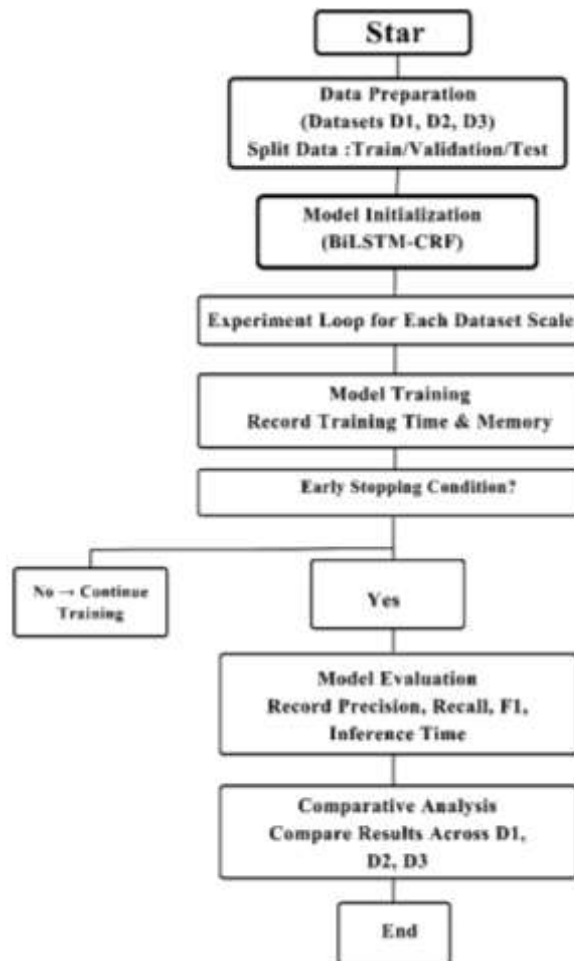 Star
Data Preparation
(Datasets D1, D2, D3)
Split Data :Train/Validation/Test
Model Initialization
(BiLSTM-CRF)
Experiment Loop for Each Dataset Scale
Model Training
Record Training Time & Memory
Early Stopping Condition?
No → Continue
Training
Yes
Model Evaluation
Record Precision, Recall, F1,
Inference Time
Comparative Analysis
Compare Results Across D1,
D2, D3
End